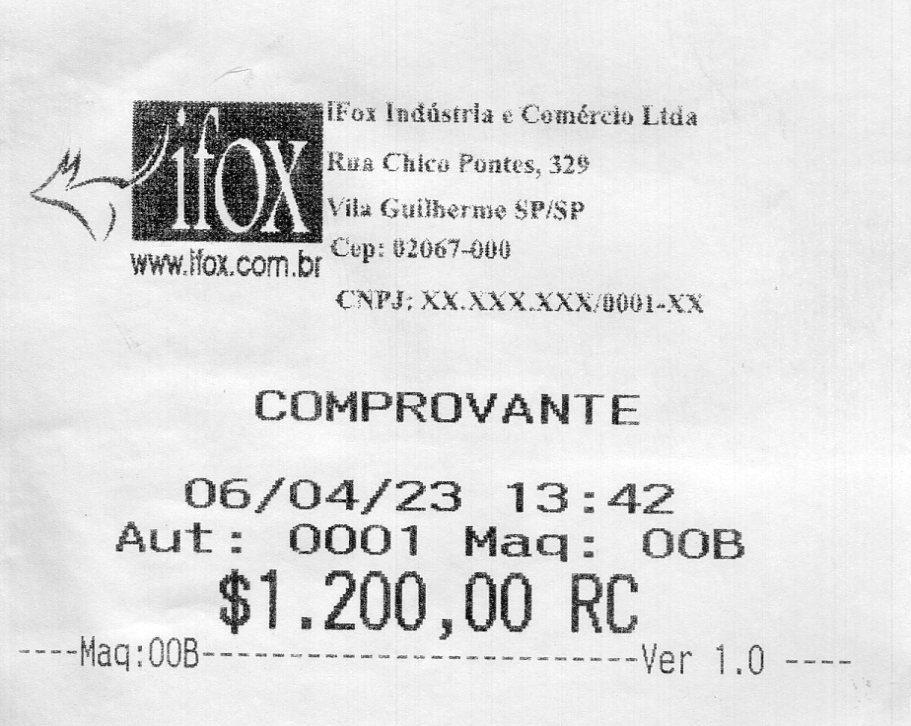 ifox
www.ifox.com.br
iFox Indústria e Comércio Ltda
Rua Chico Pontes, 329
Vila Guilherme SP/SP
Cep: 02067-000
CNPJ: XX.XXX.XXX/0001-XX
COMPROVANTE
06/04/23 13:42
Aut: 0001 Maq: 00B
$1.200,00 RC
----Maq:00B-------------------------Ver 1.0 ----